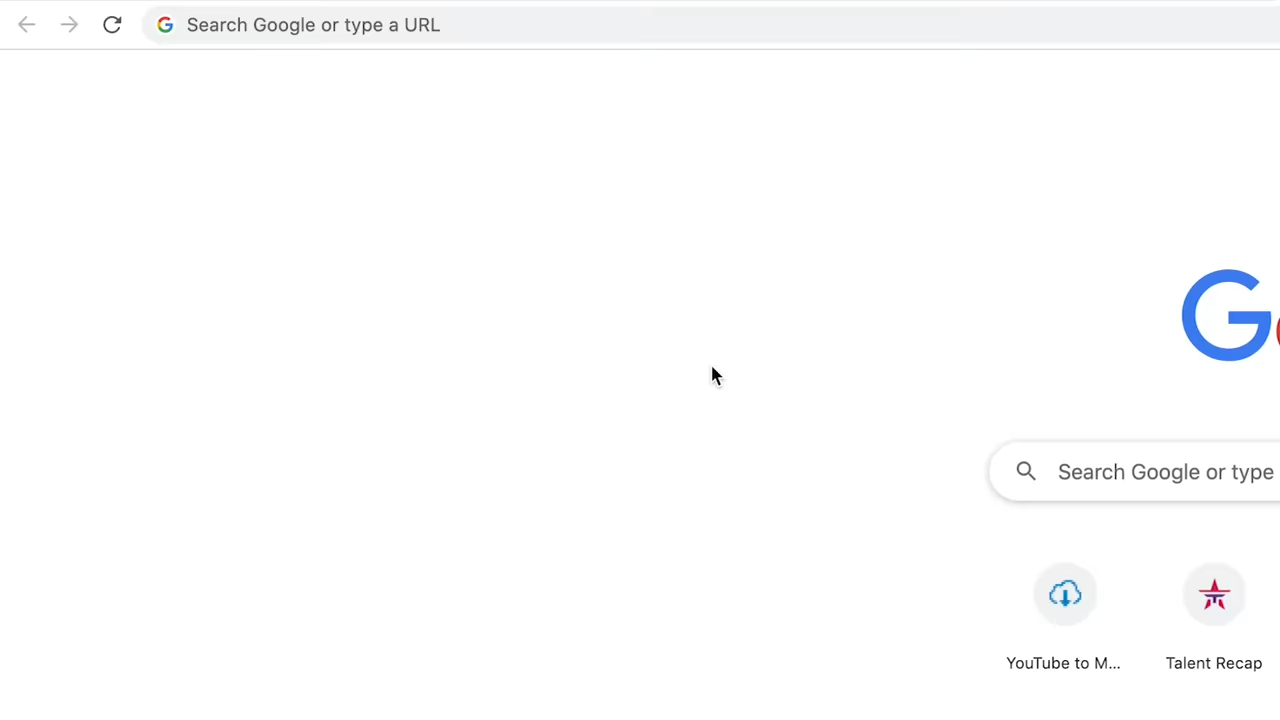 Search Google or type a URL
G
Search Google or type
YouTube to M...
Talent Recap